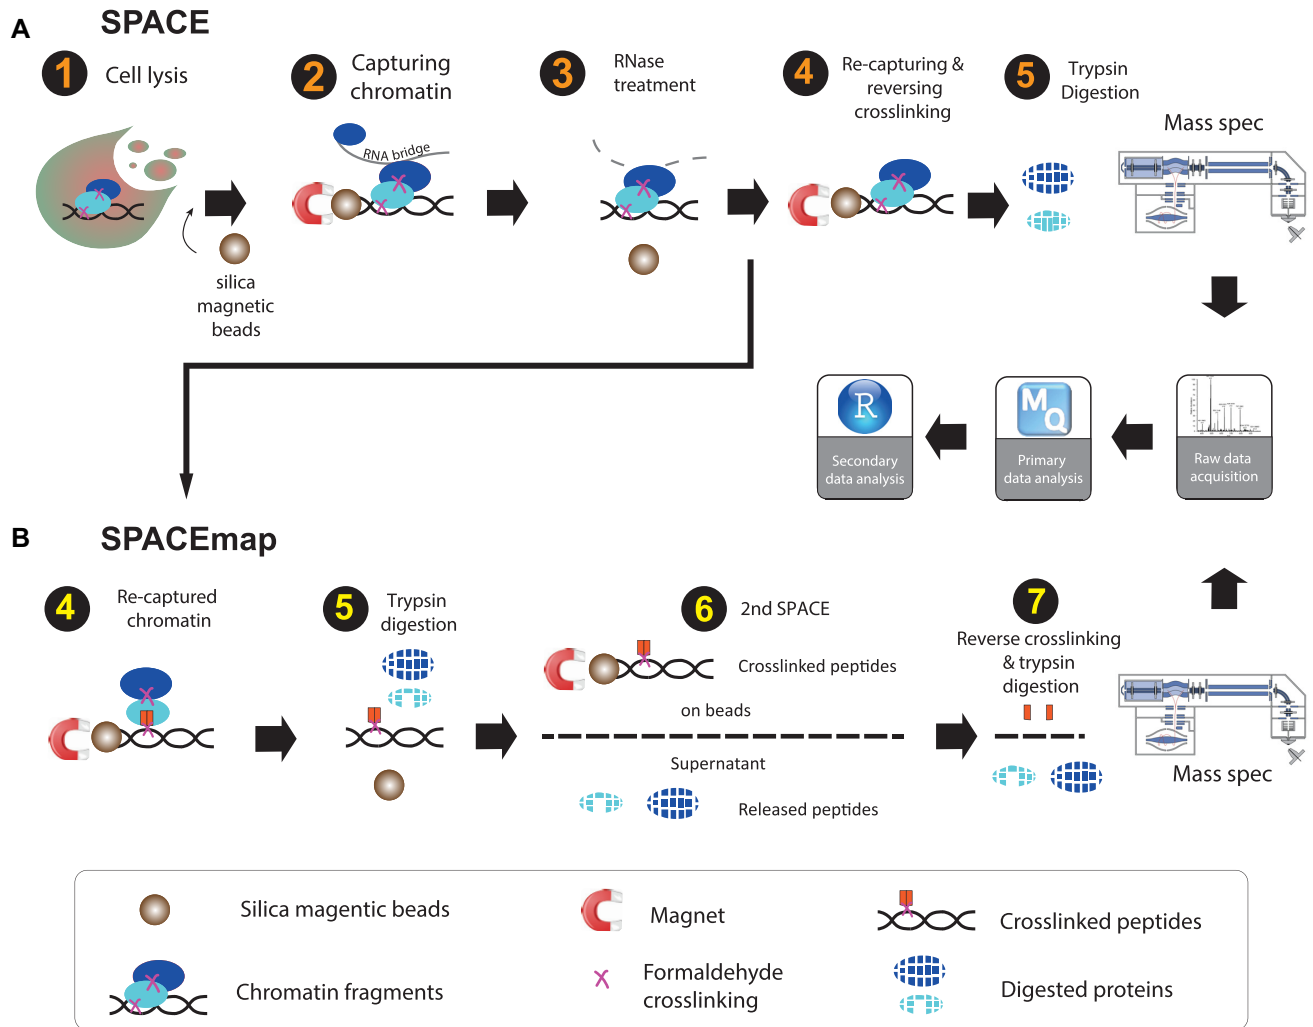 A
SPACE
1
Cell lysis
2
Capturing
chromatin
3
RNase
treatment
4
Re-capturing &
reversing
crosslinking
5
Trypsin
Digestion
Mass spec
RNA bridge
silica
magnetic
beads
R
Secondary
data analysis
M
Q
Primary
data analysis
Raw data
acquisition
B
SPACEmap
4
Re-captured
chromatin
5
Trypsin
digestion
6
2nd SPACE
Crosslinked peptides
on beads
Supernatant
Released peptides
7
Reverse crosslinking
& trypsin
digestion
Mass spec
Silica magentic beads
Magnet
Crosslinked peptides
Chromatin fragments
Formaldehyde
crosslinking
Digested proteins